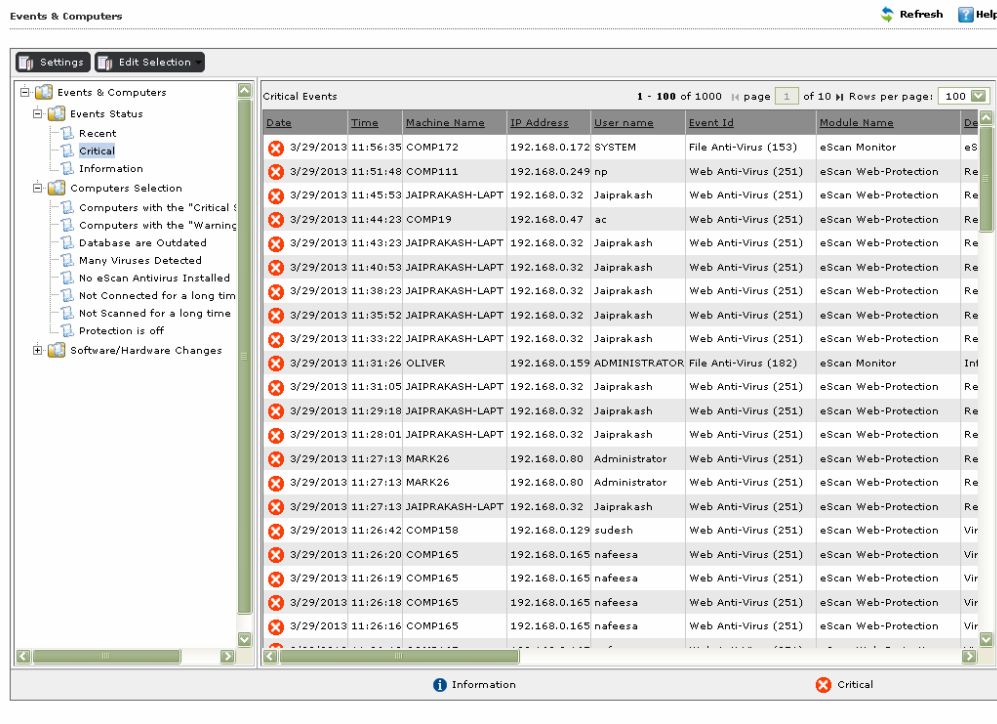 Events & Computers
Refresh Help
Settings Edit Selection
Events & Computers
Events Status
Recent
Critical
Information
Computers Selection
Computers with the "Critical S
Computers with the "Warning
Database are Outdated
Many Viruses Detected
No eScan Antivirus Installed
Not Connected for a long tim
Not Scanned for a long time
Protection is off
Software/Hardware Changes
Critical Events 1 - 100 of 1000 page 1 of 10 Rows per page: 100
Date Time Machine Name IP Address User name Event Id Module Name De
3/29/2013 11:56:35 COMP172 192.168.0.172 SYSTEM File Anti-Virus (153) eScan Monitor eS
3/29/2013 11:51:48 COMP111 192.168.0.249 np Web Anti-Virus (251) eScan Web-Protection Re
3/29/2013 11:45:53 JAIPRAKASH-LAPT 192.168.0.32 Jaiprakash Web Anti-Virus (251) eScan Web-Protection Re
3/29/2013 11:44:23 COMP19 192.168.0.47 ac Web Anti-Virus (251) eScan Web-Protection Re
3/29/2013 11:43:23 JAIPRAKASH-LAPT 192.168.0.32 Jaiprakash Web Anti-Virus (251) eScan Web-Protection Re
3/29/2013 11:40:53 JAIPRAKASH-LAPT 192.168.0.32 Jaiprakash Web Anti-Virus (251) eScan Web-Protection Re
3/29/2013 11:38:23 JAIPRAKASH-LAPT 192.168.0.32 Jaiprakash Web Anti-Virus (251) eScan Web-Protection Re
3/29/2013 11:35:52 JAIPRAKASH-LAPT 192.168.0.32 Jaiprakash Web Anti-Virus (251) eScan Web-Protection Re
3/29/2013 11:33:22 JAIPRAKASH-LAPT 192.168.0.32 Jaiprakash Web Anti-Virus (251) eScan Web-Protection Re
3/29/2013 11:31:26 OLIVER 192.168.0.159 ADMINISTRATOR File Anti-Virus (182) eScan Monitor Inf
3/29/2013 11:31:05 JAIPRAKASH-LAPT 192.168.0.32 Jaiprakash Web Anti-Virus (251) eScan Web-Protection Re
3/29/2013 11:29:18 JAIPRAKASH-LAPT 192.168.0.32 Jaiprakash Web Anti-Virus (251) eScan Web-Protection Re
3/29/2013 11:28:01 JAIPRAKASH-LAPT 192.168.0.32 Jaiprakash Web Anti-Virus (251) eScan Web-Protection Re
3/29/2013 11:27:13 MARK26 192.168.0.80 Administrator Web Anti-Virus (251) eScan Web-Protection Re
3/29/2013 11:27:13 MARK26 192.168.0.80 Administrator Web Anti-Virus (251) eScan Web-Protection Re
3/29/2013 11:27:13 JAIPRAKASH-LAPT 192.168.0.32 Jaiprakash Web Anti-Virus (251) eScan Web-Protection Re
3/29/2013 11:26:42 COMP158 192.168.0.129 sudesh Web Anti-Virus (251) eScan Web-Protection Vir
3/29/2013 11:26:20 COMP165 192.168.0.165 nafeesa Web Anti-Virus (251) eScan Web-Protection Vir
3/29/2013 11:26:19 COMP165 192.168.0.165 nafeesa Web Anti-Virus (251) eScan Web-Protection Vir
3/29/2013 11:26:18 COMP165 192.168.0.165 nafeesa Web Anti-Virus (251) eScan Web-Protection Vir
3/29/2013 11:26:16 COMP165 192.168.0.165 nafeesa Web Anti-Virus (251) eScan Web-Protection Vir
Information Critical